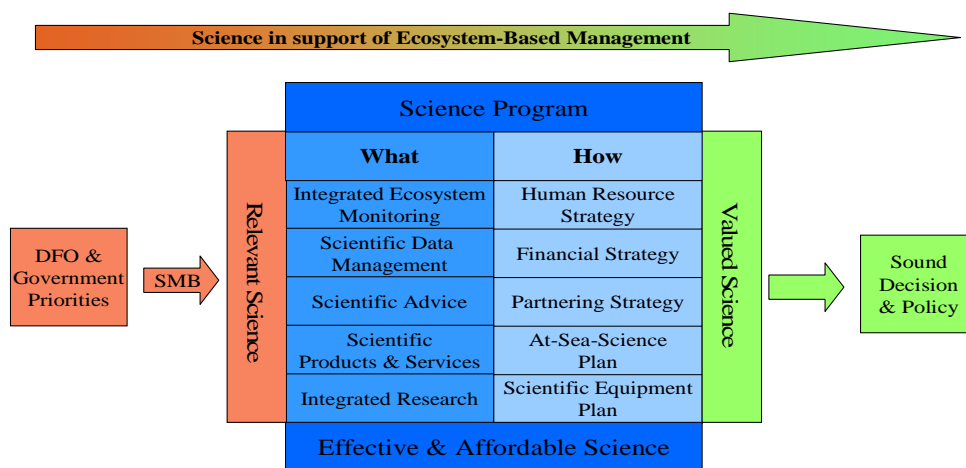 Science in support of Ecosystem-Based Management
Science Program
What
How
Integrated Ecosystem
Monitoring
Human Resource
Strategy
Scientific Data
Management
Financial Strategy
Scientific Advice
Partnering Strategy
Scientific
Products & Services
At-Sea-Science
Plan
Integrated Research
Scientific Equipment
Plan
Effective & Affordable Science
DFO &
Government
Priorities
SMB
Relevant Science
Valued Science
Sound
Decision
& Policy